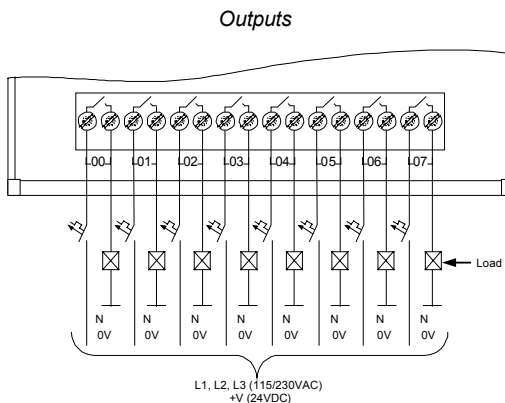 Outputs
00 01 02 03 04 05 06 07
Load
N N N N N N N N
0V 0V 0V 0V 0V 0V 0V 0V
L1, L2, L3 (115/230VAC)
+V (24VDC)